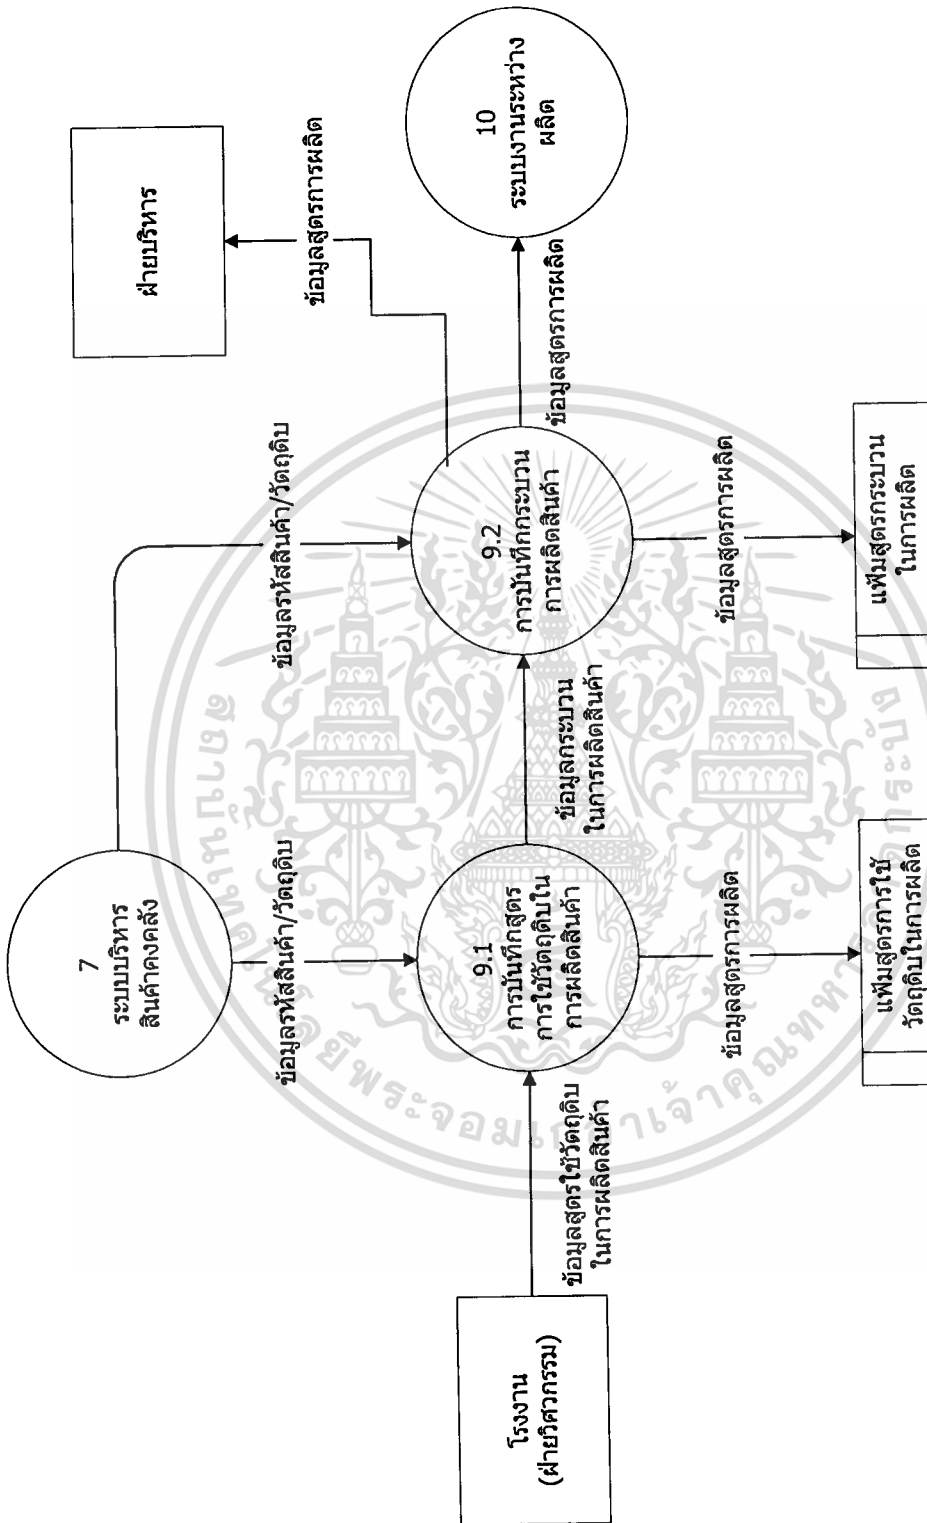 7
ระบบบริหาร
สินค้าคงคลัง
ฝ่ายบริหาร
ข้อมูลรหัสสินค้า/วัตถุดิบ
ข้อมูลรหัสสินค้า/วัตถุดิบ
ข้อมูลสูตรการผลิต
โรงงาน
(ฝ่ายวิศวกรรม)
ข้อมูลสูตรใช้วัตถุดิบ
ในการผลิตสินค้า
9.1
การบันทึกสูตร
การใช้วัตถุดิบใน
การผลิตสินค้า
ข้อมูลกระบวน
ในการผลิตสินค้า
9.2
การบันทึกกระบวน
การผลิตสินค้า
ข้อมูลสูตรการผลิต
10
ระบบงานระหว่าง
ผลิต
ข้อมูลสูตรการผลิต
ข้อมูลสูตรการผลิต
แฟ้มสูตรการใช้
วัตถุดิบในการผลิต
แฟ้มสูตรกระบวน
ในการผลิต